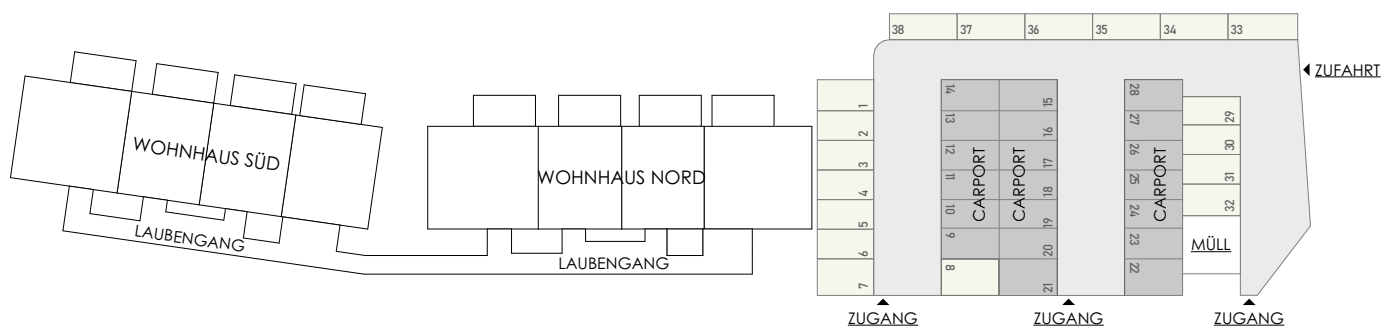 38 37 36 35 34 33
ZUFAHRT
WOHNHAUS SÜD
LAUBENGANG
WOHNHAUS NORD
LAUBENGANG
1
2
3
4
5
6
7
14
13
12
11
10
9
8
CARPORT
CARPORT
15
16
17
18
19
20
21
28
27
26
25
24
23
22
CARPORT
29
30
31
32
MÜLL
ZUGANG
ZUGANG
ZUGANG